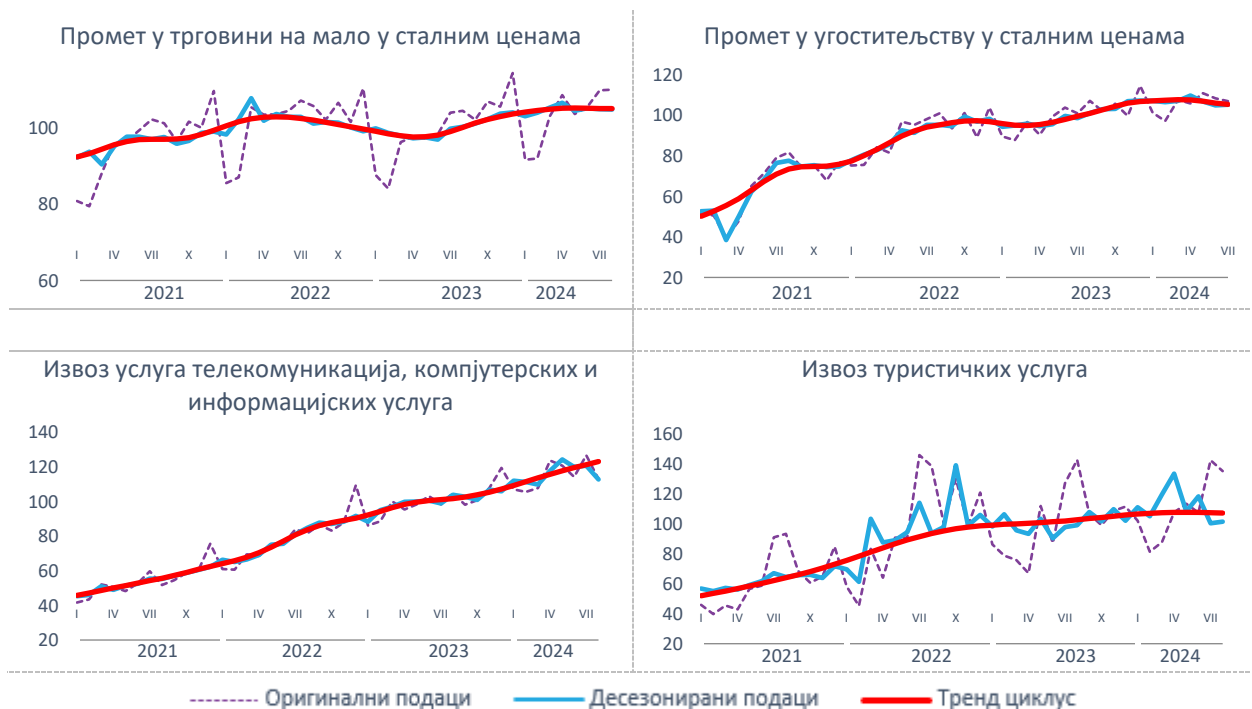 Промет у трговини на мало у сталним ценама
100
80
60
I IV VII X I IV VII X I IV VII X I IV VII
2021 2022 2023 2024
Промет у угоститељству у сталним ценама
120
100
80
60
40
20
I IV VII X I IV VII X I IV VII X I IV VII
2021 2022 2023 2024
Извоз услуга телекомуникација, компјутерских и
информацијских услуга
140
120
100
80
60
40
20
I IV VII X I IV VII X I IV VII X I IV VII
2021 2022 2023 2024
Извоз туристичких услуга
160
140
120
100
80
60
40
20
I IV VII X I IV VII X I IV VII X I IV VII
2021 2022 2023 2024
Оригинални подаци Десезонирани подаци Тренд циклус